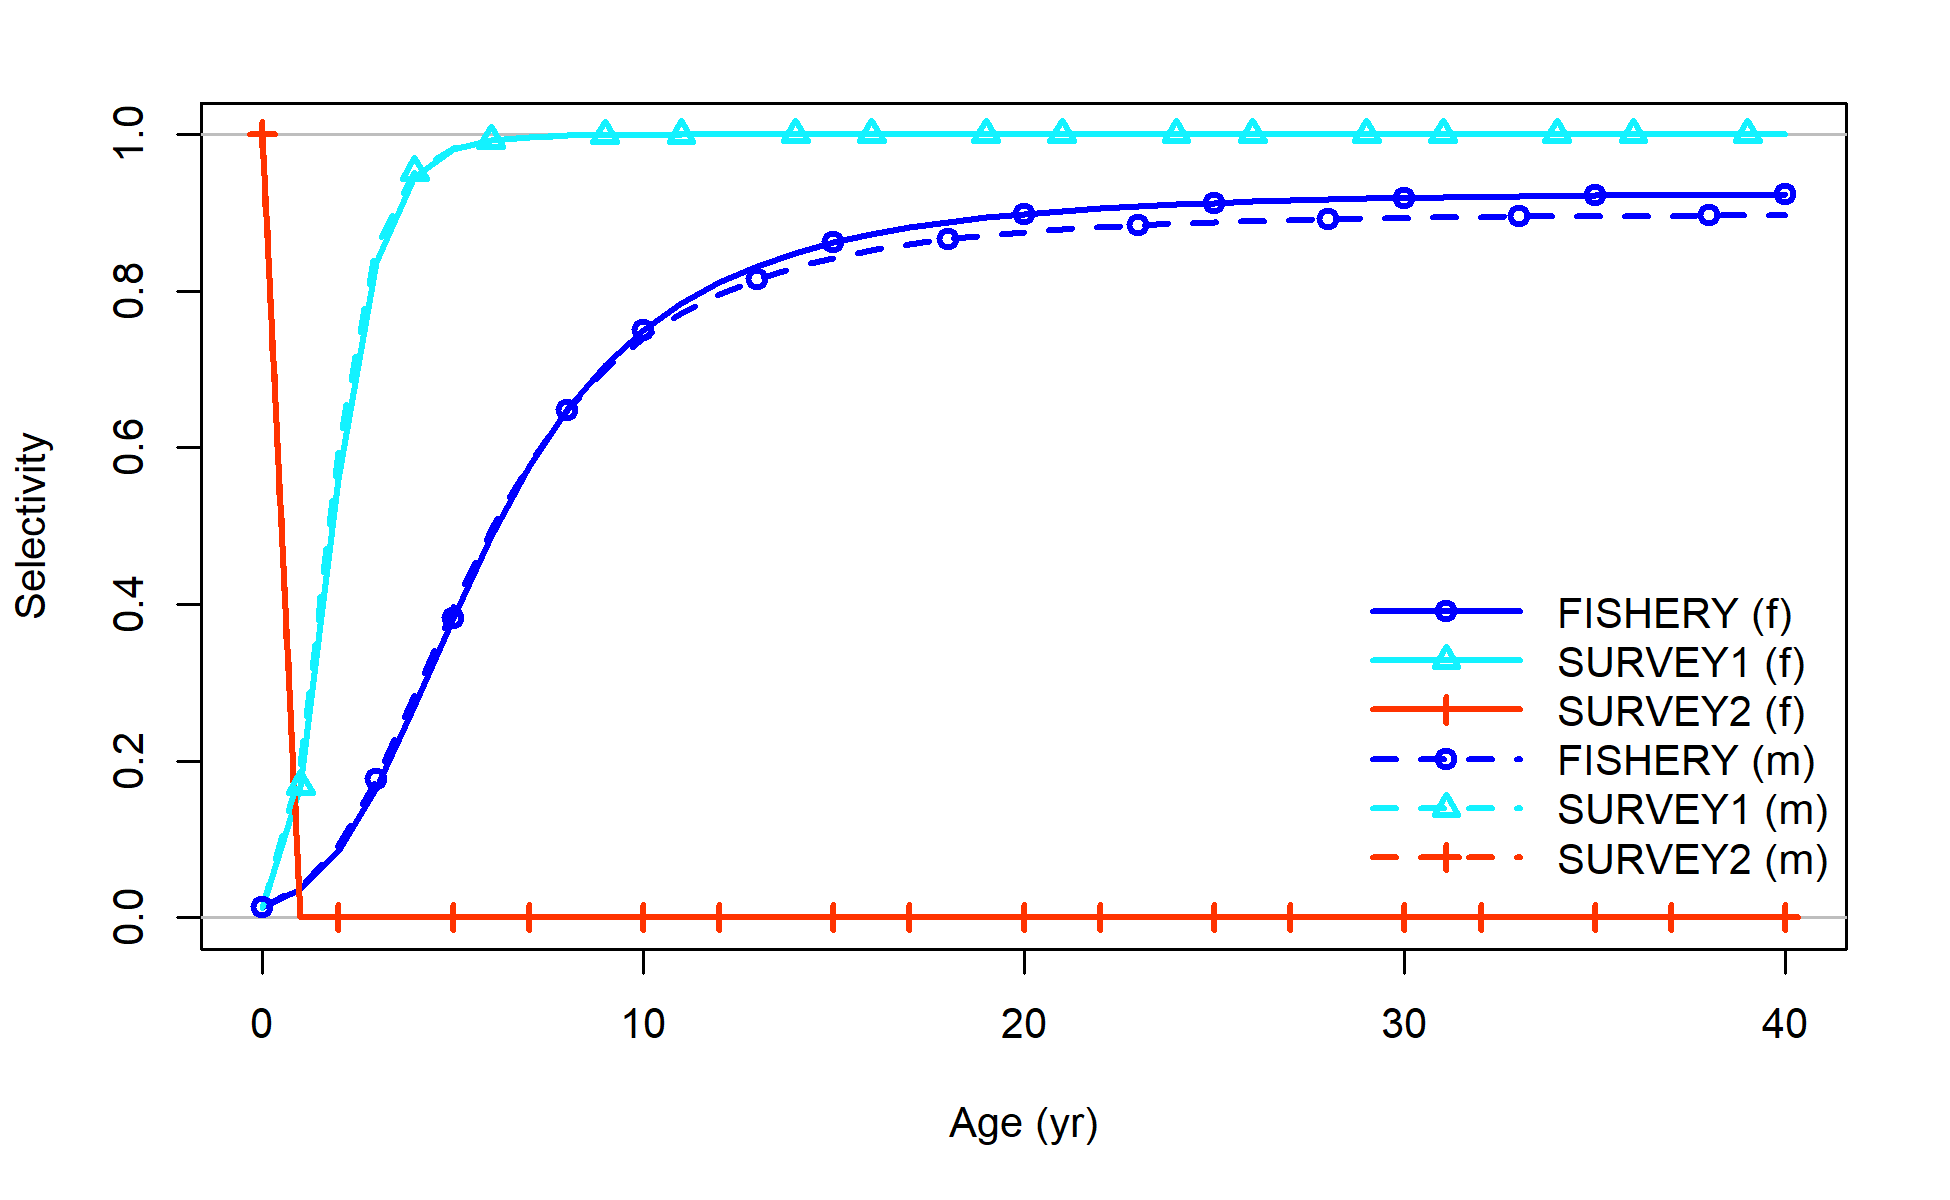 1.0
0.8
0.6
0.4
0.2
0.0
Selectivity
FISHERY (f)
SURVEY1 (f)
SURVEY2 (f)
FISHERY (m)
SURVEY1 (m)
SURVEY2 (m)
0 10 20 30 40
Age (yr)